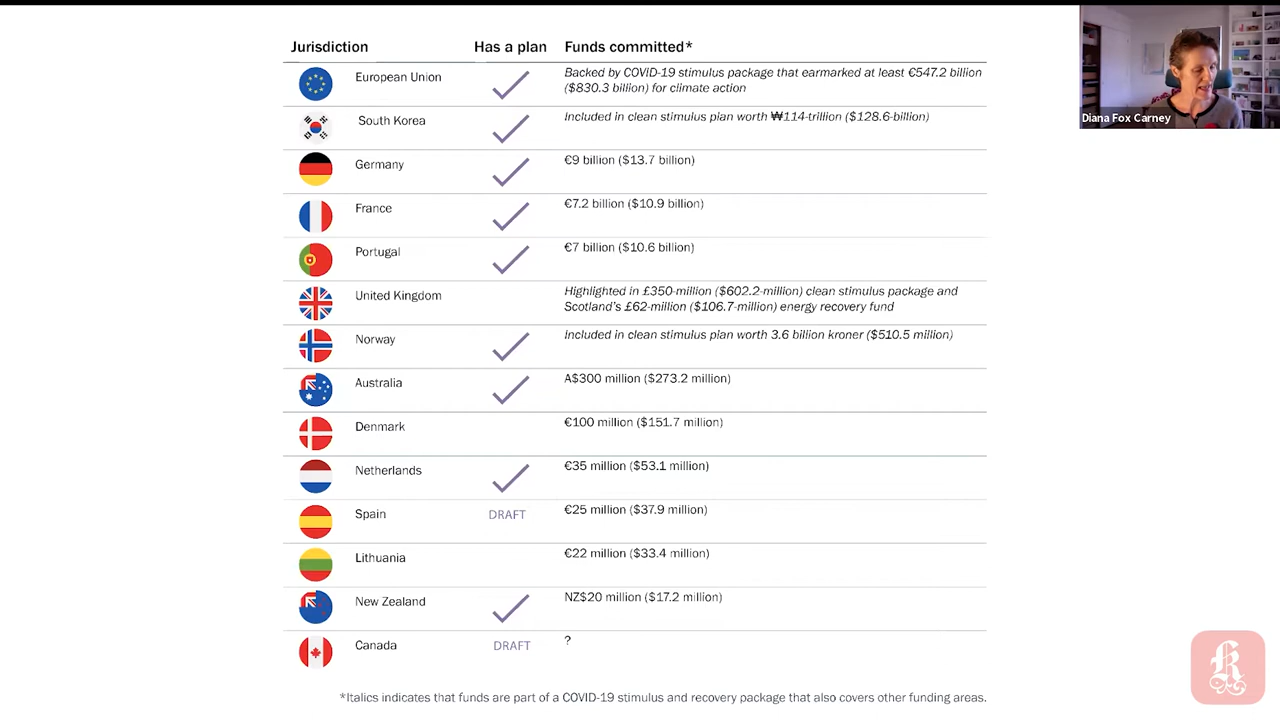 Jurisdiction Has a plan Funds committed*
European Union Backed by COVID-19 stimulus package that earmarked at least €547.2 billion
($830.3 billion) for climate action
South Korea Included in clean stimulus plan worth ₩114-trillion ($128.6-billion)
Germany €9 billion ($13.7 billion)
France €7.2 billion ($10.9 billion)
Portugal €7 billion ($10.6 billion)
United Kingdom Highlighted in £350-million ($602.2-million) clean stimulus package and
Scotland's £62-million ($106.7-million) energy recovery fund
Norway Included in clean stimulus plan worth 3.6 billion kroner ($510.5 million)
Australia A$300 million ($273.2 million)
Denmark €100 million ($151.7 million)
Netherlands €35 million ($53.1 million)
Spain DRAFT €25 million ($37.9 million)
Lithuania €22 million ($33.4 million)
New Zealand NZ$20 million ($17.2 million)
Canada DRAFT ?
*Italics indicates that funds are part of a COVID-19 stimulus and recovery package that also covers other funding areas.
Diana Fox Carney